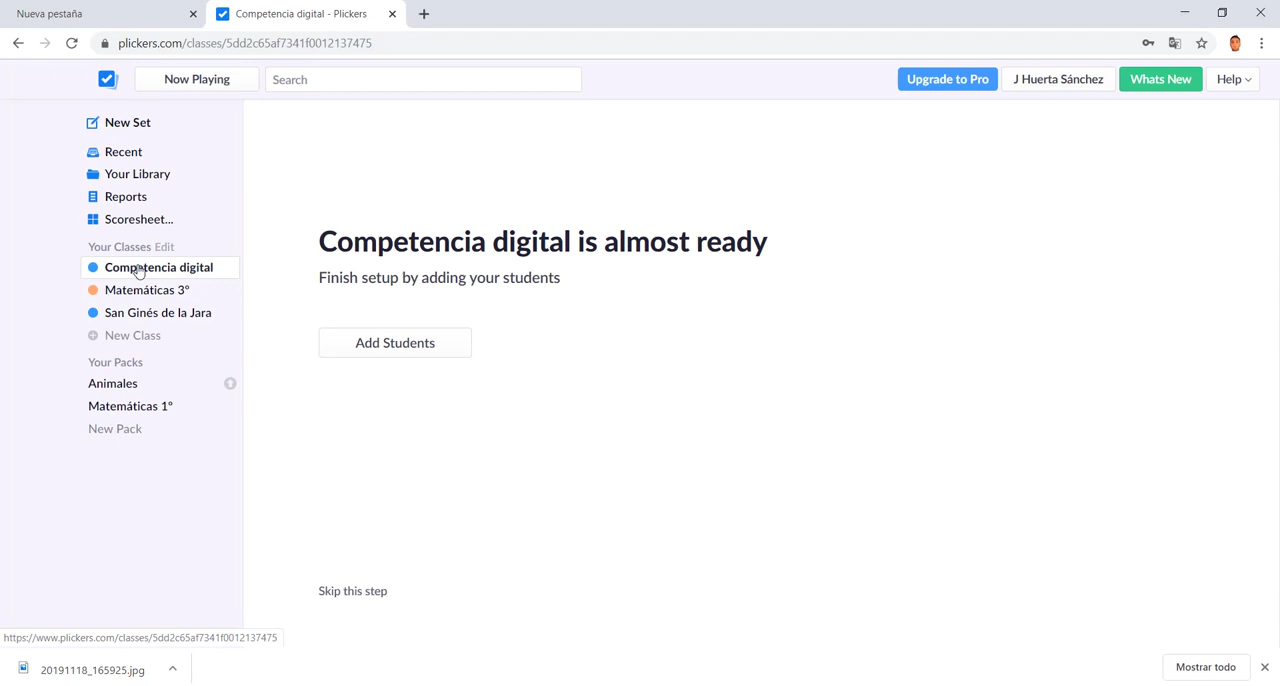 Nueva pestaña
Competencia digital - Plickers
plickers.com/classes/5dd2c65af7341f0012137475
Now Playing
Search
Upgrade to Pro
J Huerta Sánchez
Whats New
Help
New Set
Recent
Your Library
Reports
Scoresheet...
Your Classes Edit
Competencia digital
Matemáticas 3º
San Ginés de la Jara
New Class
Your Packs
Animales
Matemáticas 1º
New Pack
Competencia digital is almost ready
Finish setup by adding your students
Add Students
Skip this step
https://www.plickers.com/classes/5dd2c65af7341f0012137475
20191118_165925.jpg
Mostrar todo